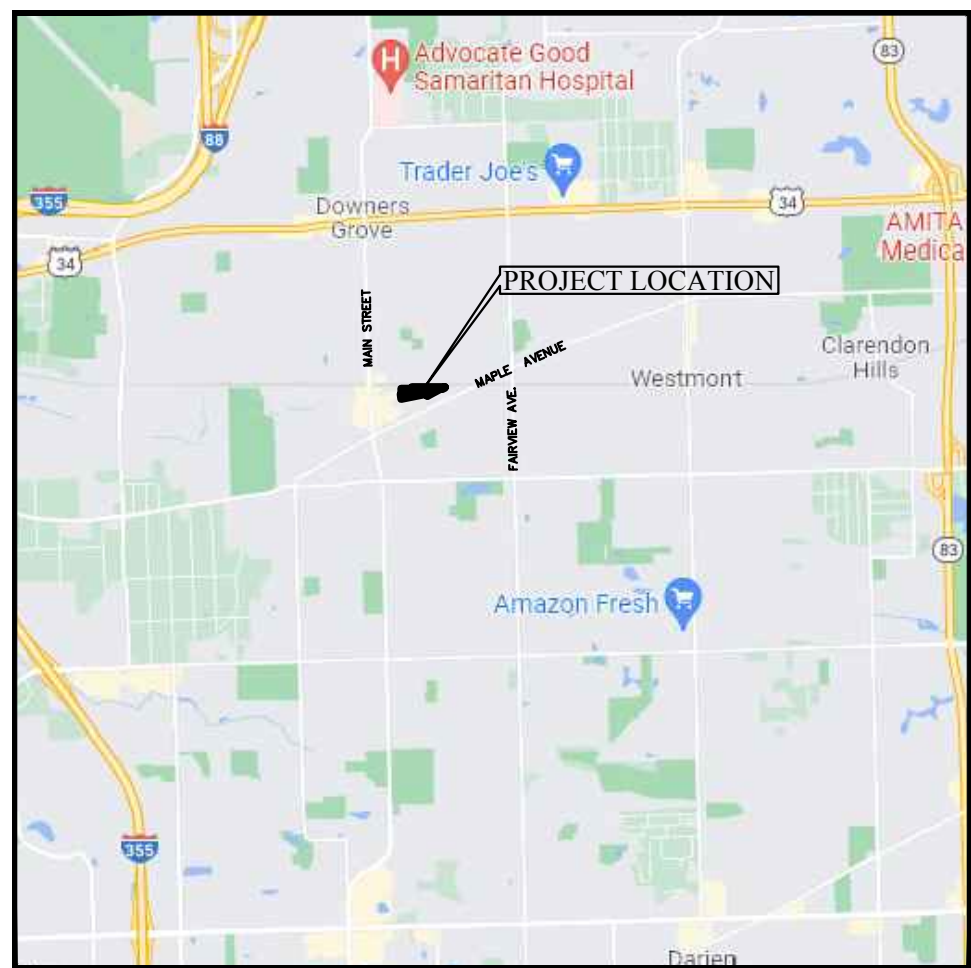 Advocate Good
Samaritan Hospital
83
88
Trader Joe's
355
Downers
Grove
34
34
AMITA
Medica
PROJECT LOCATION
MAIN STREET
MAPLE AVENUE
Clarendon
Hills
Westmont
FAIRVIEW AVE.
83
Amazon Fresh
355
Darien